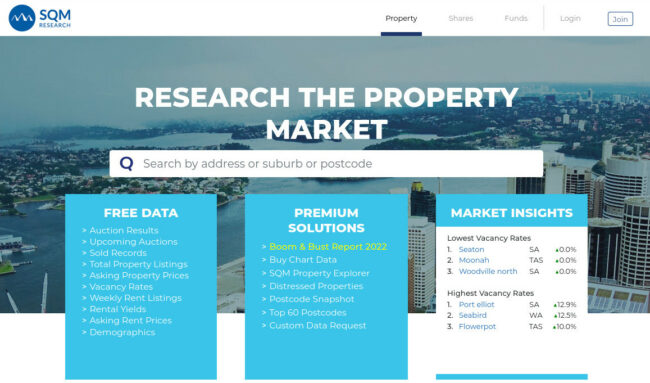 SQM
RESEARCH
Property
Shares
Funds
Login
Join
RESEARCH THE PROPERTY
MARKET
Search by address or suburb or postcode
FREE DATA
> Auction Results
> Upcoming Auctions
> Sold Records
> Total Property Listings
> Asking Property Prices
> Vacancy Rates
> Weekly Rent Listings
> Rental Yields
> Asking Rent Prices
> Demographics
PREMIUM
SOLUTIONS
> Boom & Bust Report 2022
> Buy Chart Data
> SQM Property Explorer
> Distressed Properties
> Postcode Snapshot
> Top 60 Postcodes
> Custom Data Request
MARKET INSIGHTS
Lowest Vacancy Rates
1. Seaton SA ▲0.0%
2. Moonah TAS ▲0.0%
3. Woodville north SA ▲0.0%
Highest Vacancy Rates
1. Port elliot SA ▲12.9%
2. Seabird WA ▲12.5%
3. Flowerpot TAS ▲10.0%